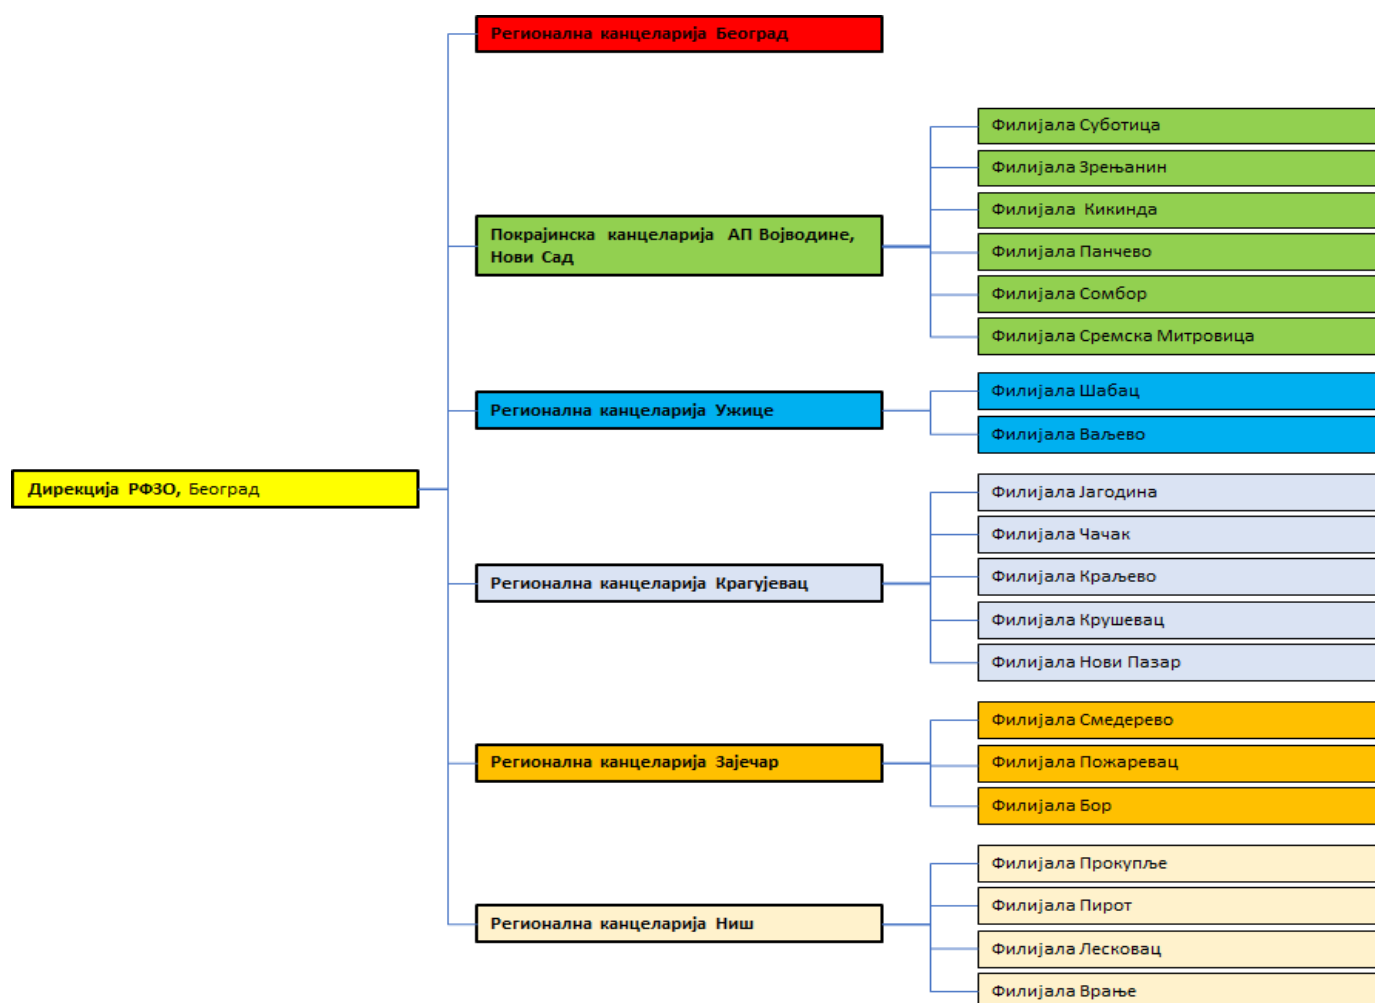 Регионална канцеларија Београд
Филијала Суботица
Филијала Зрењанин
Филијала Кикинда
Покрајинска канцеларија АП Војводине,
Нови Сад
Филијала Панчево
Филијала Сомбор
Филијала Сремска Митровица
Регионална канцеларија Ужице
Филијала Шабац
Филијала Ваљево
Дирекција РФЗО, Београд
Регионална канцеларија Крагујевац
Филијала Јагодина
Филијала Чачак
Филијала Краљево
Филијала Крушевац
Филијала Нови Пазар
Регионална канцеларија Зајечар
Филијала Смедерево
Филијала Пожаревац
Филијала Бор
Регионална канцеларија Ниш
Филијала Прокупље
Филијала Пирот
Филијала Лесковац
Филијала Врање